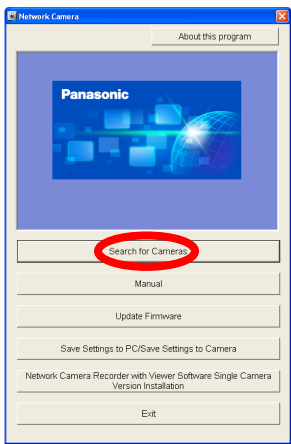 Network Camera
About this program
Panasonic
Search for Cameras
Manual
Update Firmware
Save Settings to PC/Save Settings to Camera
Network Camera Recorder with Viewer Software Single Camera
Version Installation
Exit